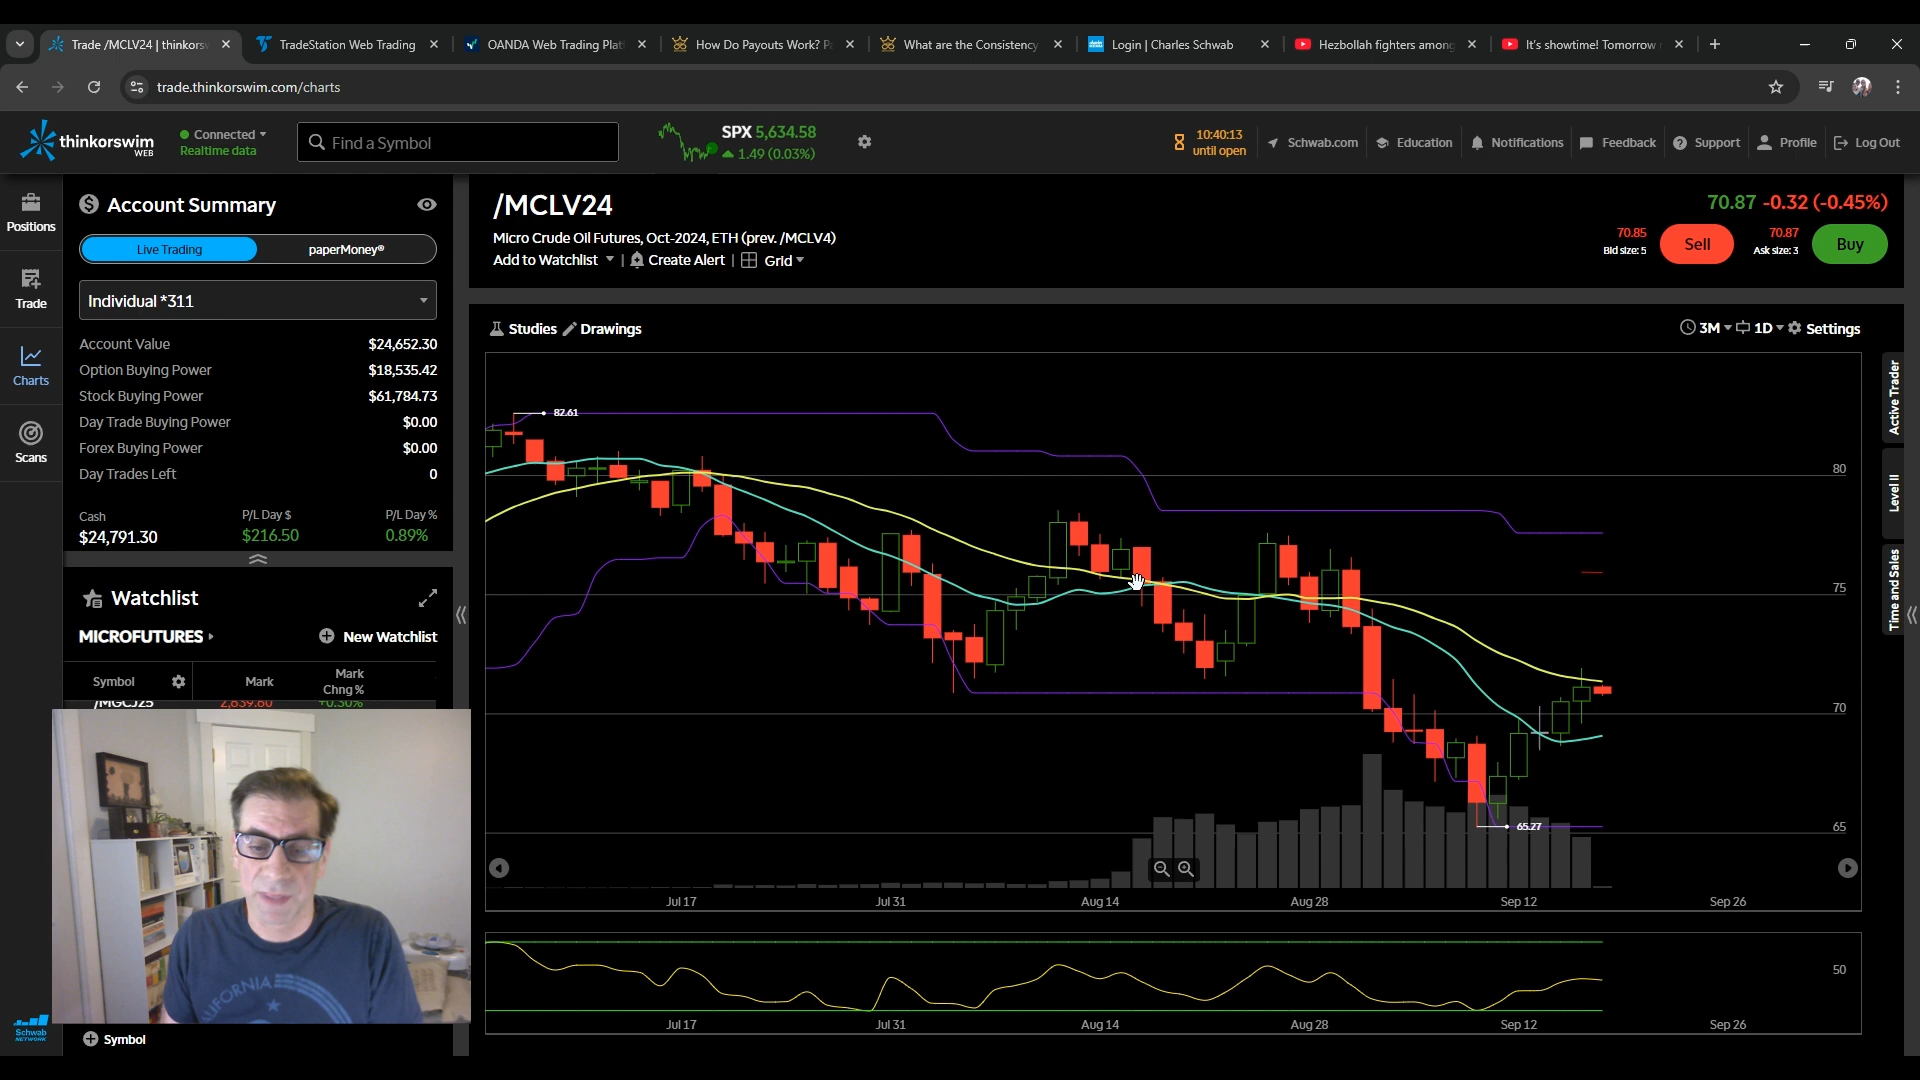 Trade /MCLV24 | thinkors
TradeStation Web Trading
OANDA Web Trading Plat
How Do Payouts Work? P
What are the Consistency
Login | Charles Schwab
Hezbollah fighters among
It's showtime! Tomorrow
trade.thinkorswim.com/charts
thinkorswim
WEB
Connected
Realtime data
Find a Symbol
SPX 5,634.58
1.49 (0.03%)
10:40:13
until open
Schwab.com
Education
Notifications
Feedback
Support
Profile
Log Out
Positions
Trade
Charts
Scans
Account Summary
Live Trading
paperMoney®
Individual *311
Account Value $24,652.30
Option Buying Power $18,535.42
Stock Buying Power $61,784.73
Day Trade Buying Power $0.00
Forex Buying Power $0.00
Day Trades Left 0
Cash P/L Day $ P/L Day %
$24,791.30 $216.50 0.89%
Watchlist
MICROFUTURES
New Watchlist
Symbol Mark Mark
Chng %
/MGCJ25 2,639.60 +0.30%
CALIFORNIA
Schwab
NETWORK
Symbol
/MCLV24
Micro Crude Oil Futures, Oct-2024, ETH (prev. /MCLV4)
Add to Watchlist | Create Alert | Grid
70.87 -0.32 (-0.45%)
70.85
Bid size: 5
Sell
70.87
Ask size: 3
Buy
Studies
Drawings
3M
1D
Settings
Active Trader
Level II
Time and Sales
82.61
80
75
70
65
65.27
Jul 17 Jul 31 Aug 14 Aug 28 Sep 12 Sep 26
50
Jul 17 Jul 31 Aug 14 Aug 28 Sep 12 Sep 26